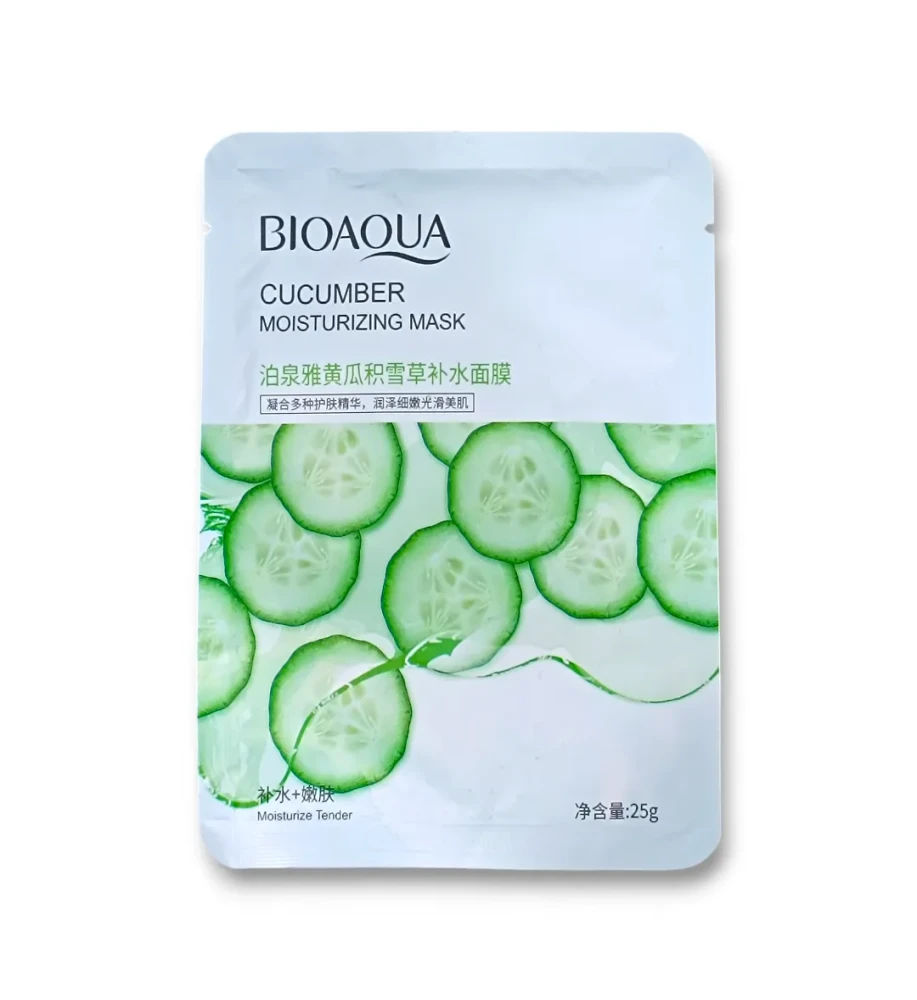 BIOAQUA
CUCUMBER
MOISTURIZING MASK
泊泉雅黄瓜积雪草补水面膜
凝合多种护肤精华，润泽细嫩光滑美肌
补水+嫩肤
Moisturize Tender
净含量:25g